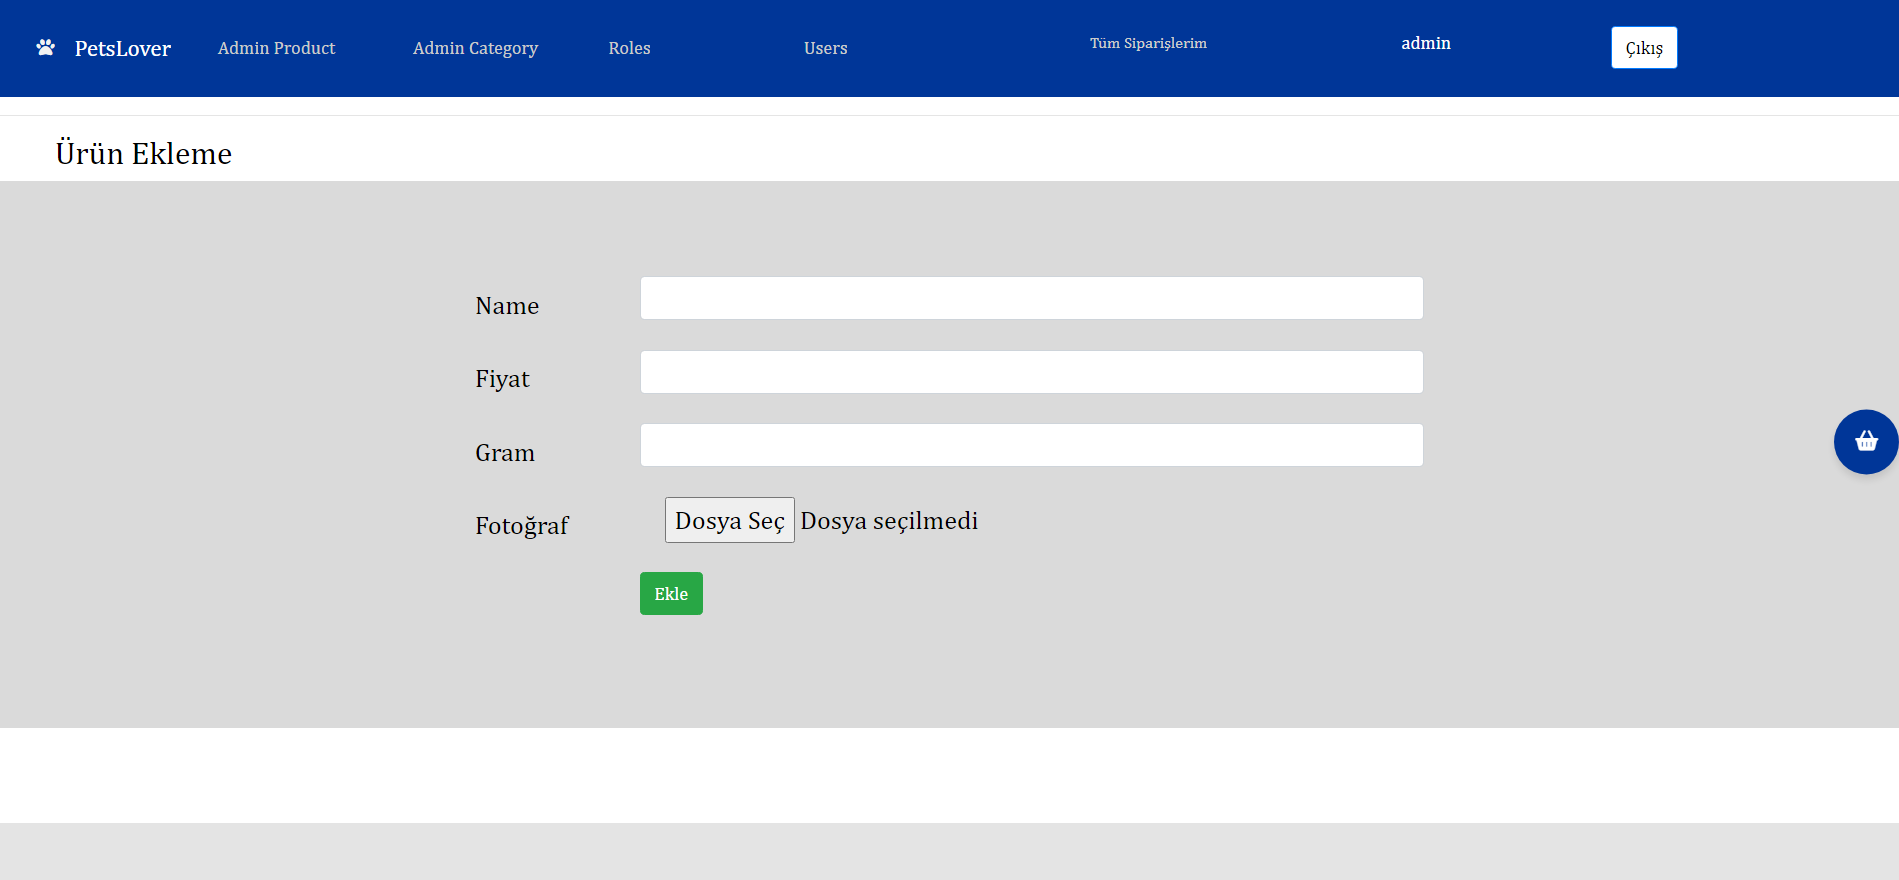 PetsLover Admin Product Admin Category Roles Users Tüm Siparişlerim admin Çıkış
Ürün Ekleme
Name
Fiyat
Gram
Fotoğraf Dosya Seç Dosya seçilmedi
Ekle